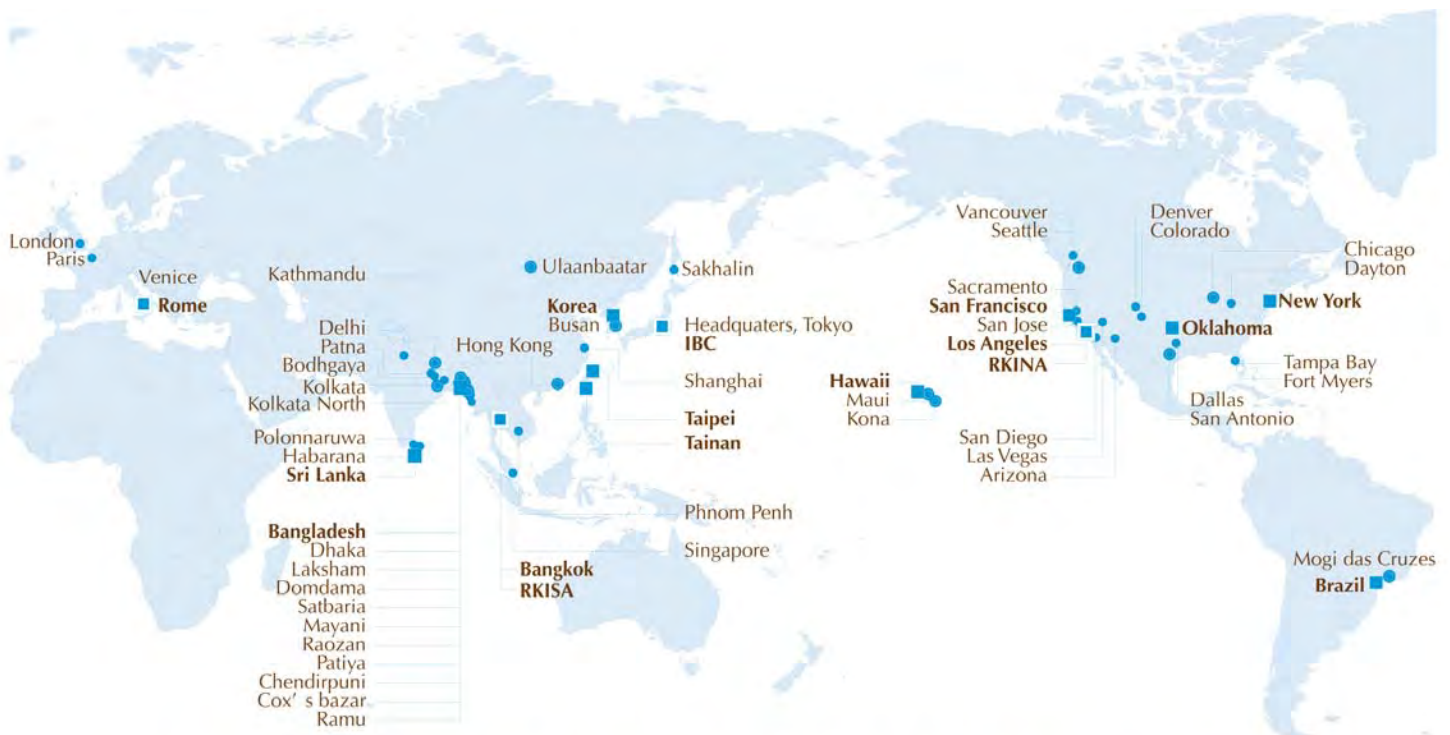 London
Paris
Venice
Rome
Kathmandu
Delhi
Patna
Bodhgaya
Kolkata
Kolkata North
Polonnaruwa
Habarana
Sri Lanka
Bangladesh
Dhaka
Laksham
Domdama
Satbaria
Mayani
Raozan
Patiya
Chendirpuni
Cox’ s bazar
Ramu
Ulaanbaatar
Sakhalin
Korea
Busan
Hong Kong
Headquaters, Tokyo
IBC
Shanghai
Taipei
Tainan
Phnom Penh
Singapore
Bangkok
RKISA
Vancouver
Seattle
Sacramento
San Francisco
San Jose
Los Angeles
RKINA
Hawaii
Maui
Kona
San Diego
Las Vegas
Arizona
Denver
Colorado
Chicago
Dayton
New York
Oklahoma
Tampa Bay
Fort Myers
Dallas
San Antonio
Mogi das Cruzes
Brazil